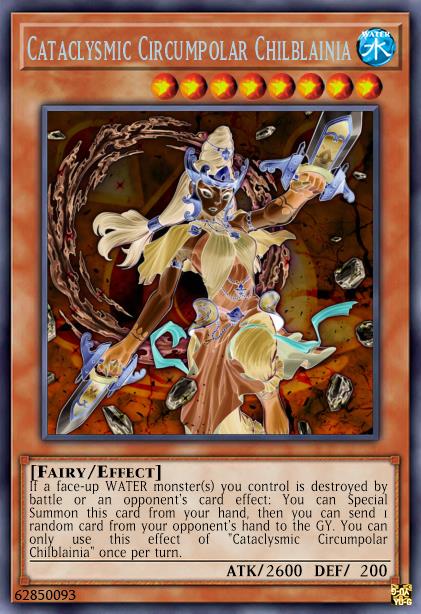 Cataclysmic Circumpolar Chilblainia
WATER
水
[Fairy/Effect]
If a face-up WATER monster(s) you control is destroyed by
battle or an opponent's card effect: You can Special
Summon this card from your hand, then you can send 1
random card from your opponent's hand to the GY. You can
only use this effect of "Cataclysmic Circumpolar
Chilblainia" once per turn.
ATK/2600 DEF/ 200
62850093